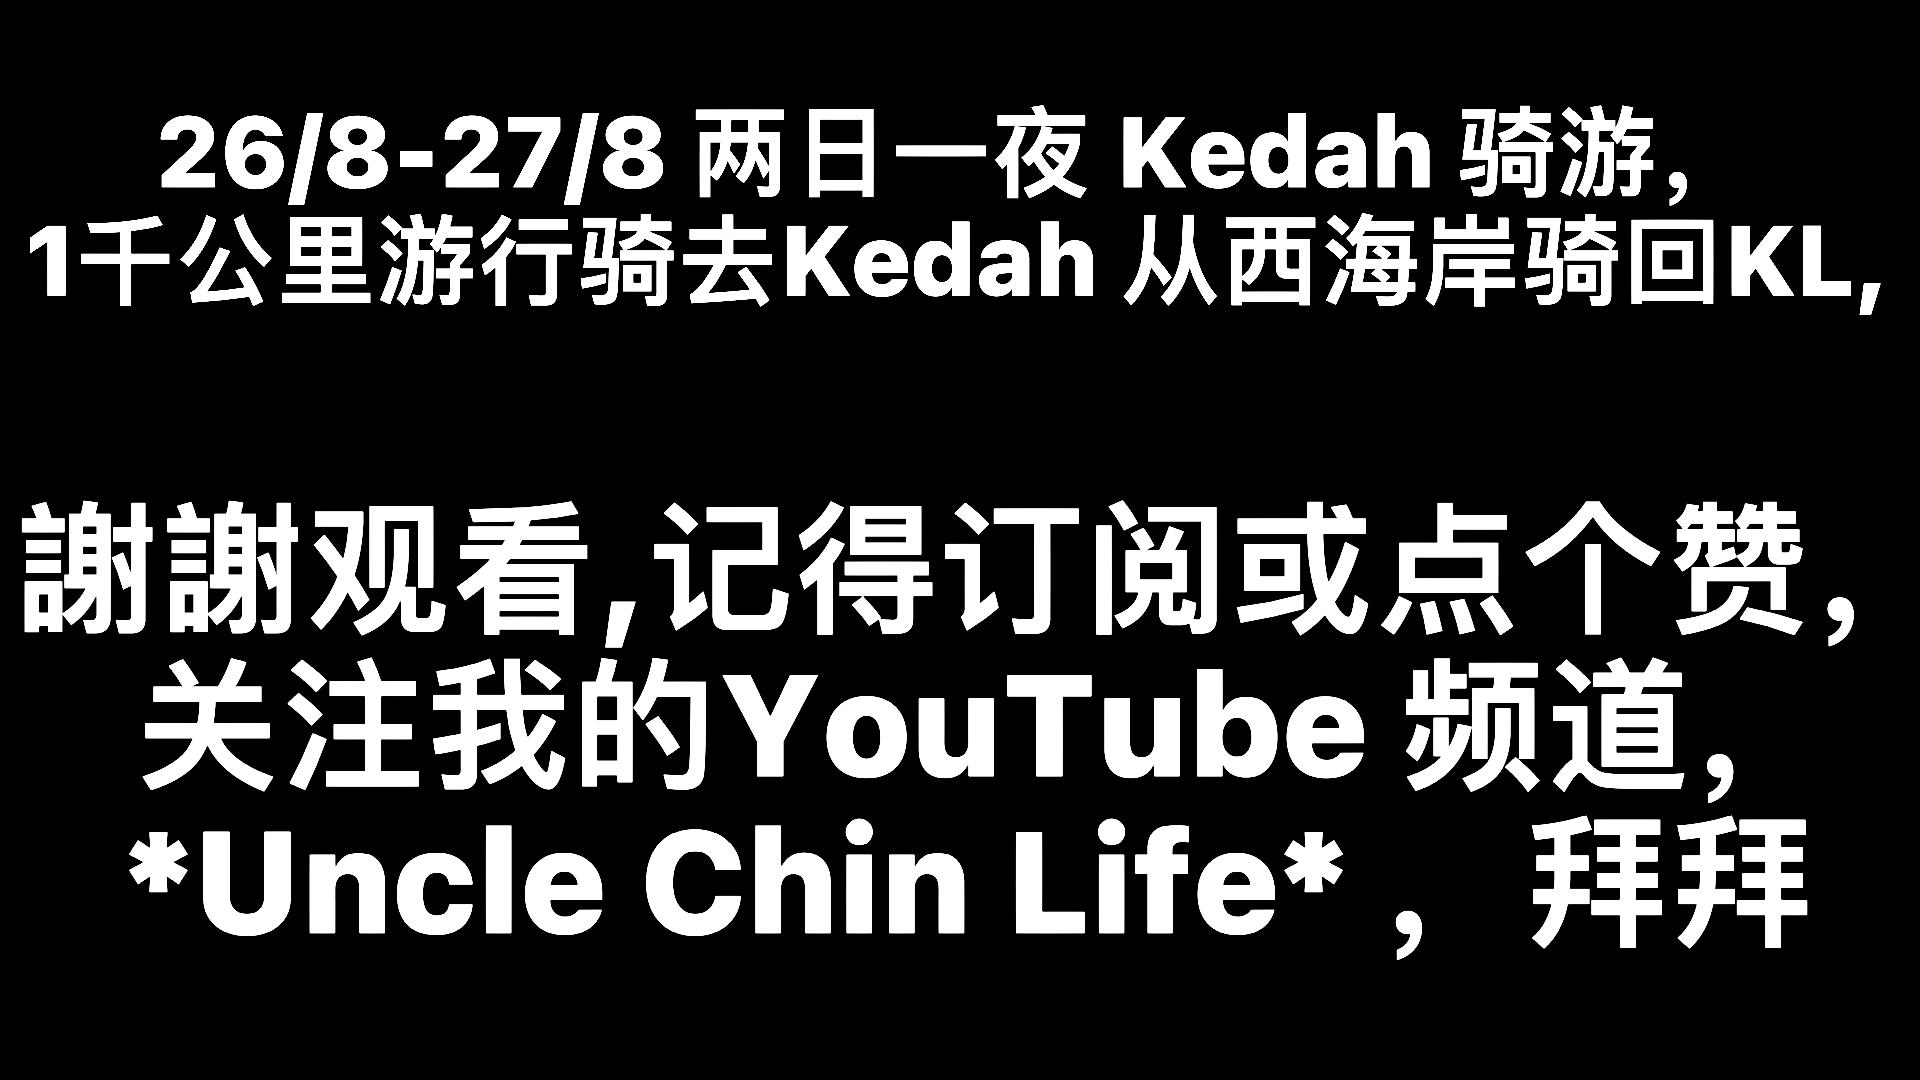 26/8-27/8 两日一夜 Kedah 骑游，
1千公里游行骑去Kedah 从西海岸骑回KL,
謝謝观看,记得订阅或点个赞，
关注我的YouTube 频道，
*Uncle Chin Life* ，拜拜